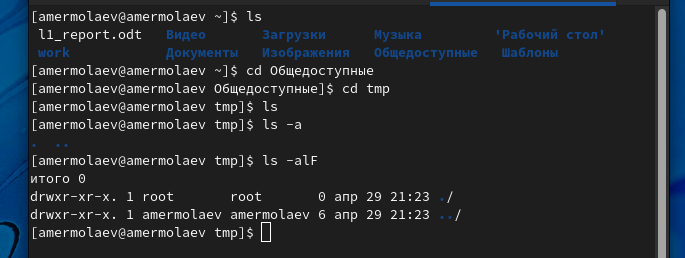 [amermolaev@amermolaev ~]$ ls
l1_report.odt Видео Загрузки Музыка 'Рабочий стол'
work Документы Изображения Общедоступные Шаблоны
[amermolaev@amermolaev ~]$ cd Общедоступные
[amermolaev@amermolaev Общедоступные]$ cd tmp
[amermolaev@amermolaev tmp]$ ls
[amermolaev@amermolaev tmp]$ ls -a
. ..
[amermolaev@amermolaev tmp]$ ls -alF
итого 0
drwxr-xr-x. 1 root root 0 апр 29 21:23 ./
drwxr-xr-x. 1 amermolaev amermolaev 6 апр 29 21:23 ../
[amermolaev@amermolaev tmp]$